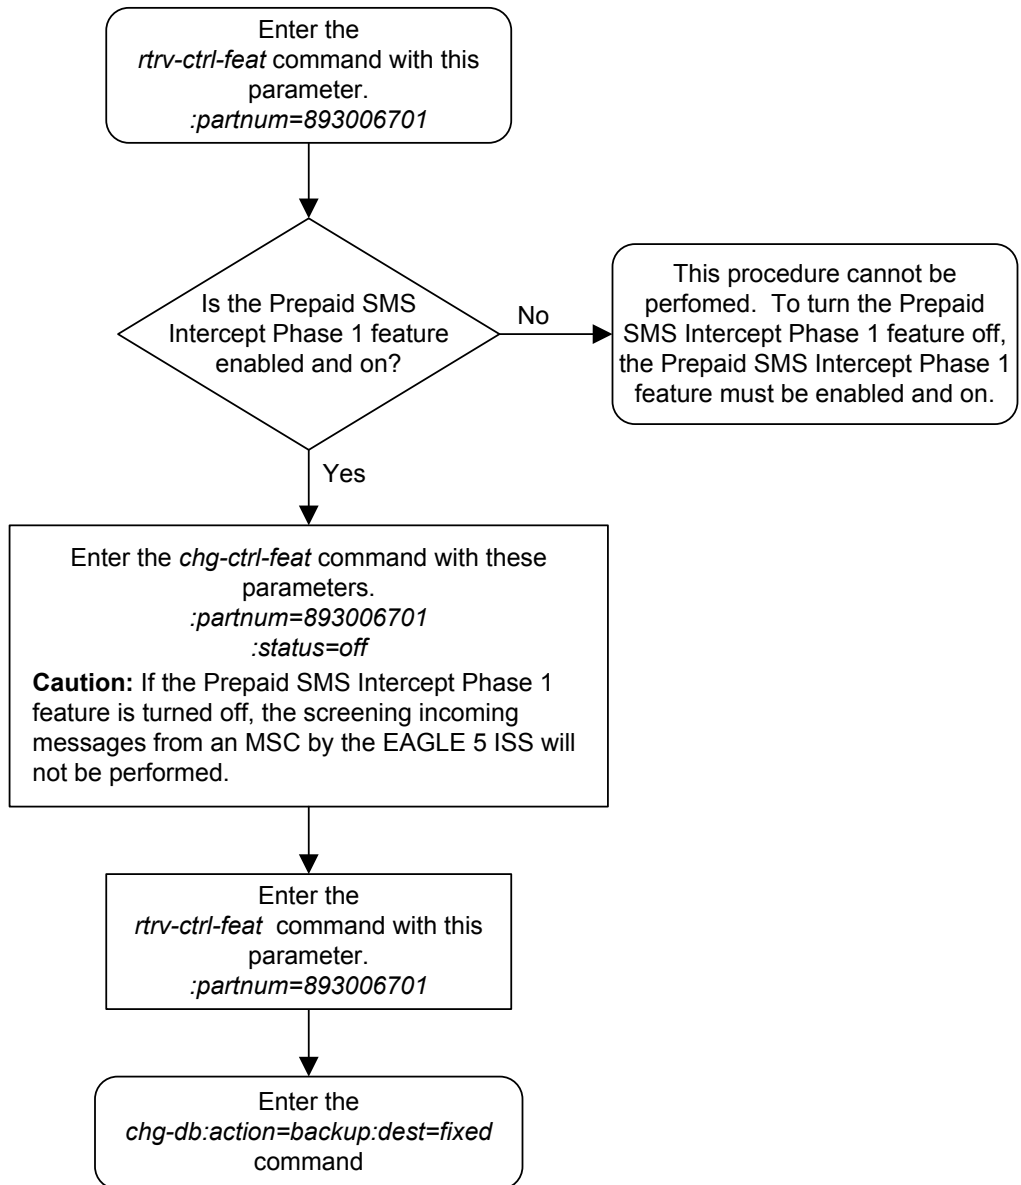 Enter the
rtrv-ctrl-feat command with this
parameter.
:partnum=893006701
Is the Prepaid SMS
Intercept Phase 1 feature
enabled and on?
No
This procedure cannot be
perfomed.  To turn the Prepaid
SMS Intercept Phase 1 feature off,
the Prepaid SMS Intercept Phase 1
feature must be enabled and on.
Yes
Enter the chg-ctrl-feat command with these
parameters.
:partnum=893006701
:status=off
Caution: If the Prepaid SMS Intercept Phase 1
feature is turned off, the screening incoming
messages from an MSC by the EAGLE 5 ISS will
not be performed.
Enter the
rtrv-ctrl-feat  command with this
parameter.
:partnum=893006701
Enter the
chg-db:action=backup:dest=fixed
command